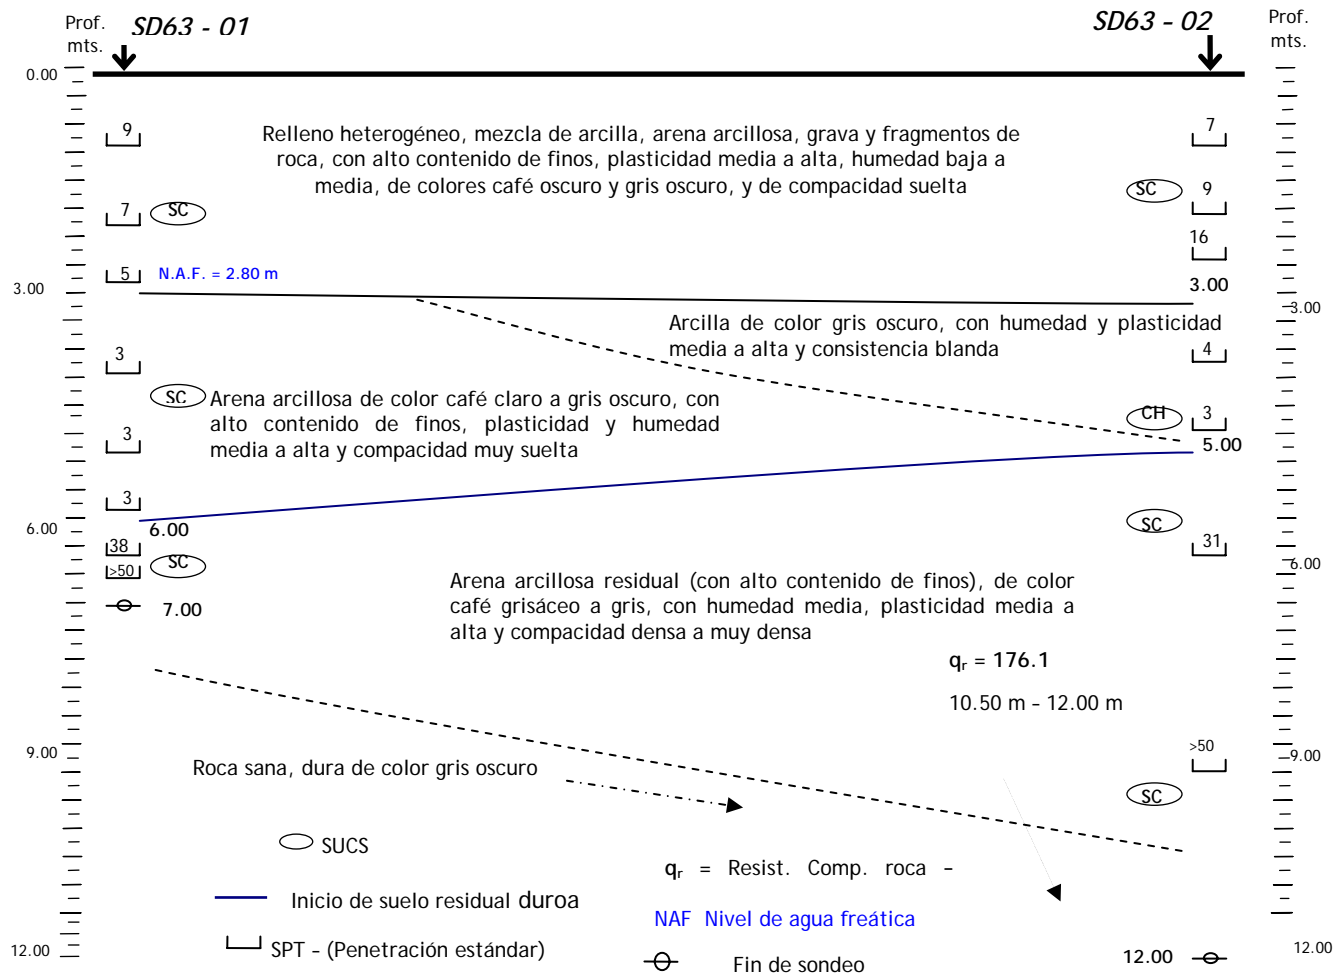 Prof.
mts.
SD63 - 01
SD63 - 02
Prof.
mts.
0.00
9
7
Relleno heterogéneo, mezcla de arcilla, arena arcillosa, grava y fragmentos de
roca, con alto contenido de finos, plasticidad media a alta, humedad baja a
media, de colores café oscuro y gris oscuro, y de compacidad suelta
SC
9
7
SC
16
5
N.A.F. = 2.80 m
3.00
3.00
3.00
Arcilla de color gris oscuro, con humedad y plasticidad
media a alta y consistencia blanda
4
3
SC
Arena arcillosa de color café claro a gris oscuro, con
alto contenido de finos, plasticidad y humedad
media a alta y compacidad muy suelta
CH
3
3
5.00
3
6.00
6.00
SC
31
38
SC
>50
6.00
7.00
Arena arcillosa residual (con alto contenido de finos), de color
café grisáceo a gris, con humedad media, plasticidad media a
alta y compacidad densa a muy densa
qr = 176.1
10.50 m - 12.00 m
>50
9.00
9.00
Roca sana, dura de color gris oscuro
SC
SUCS
qr = Resist. Comp. roca -
Inicio de suelo residual duroa
NAF Nivel de agua freática
SPT - (Penetración estándar)
Fin de sondeo
12.00
12.00
12.00